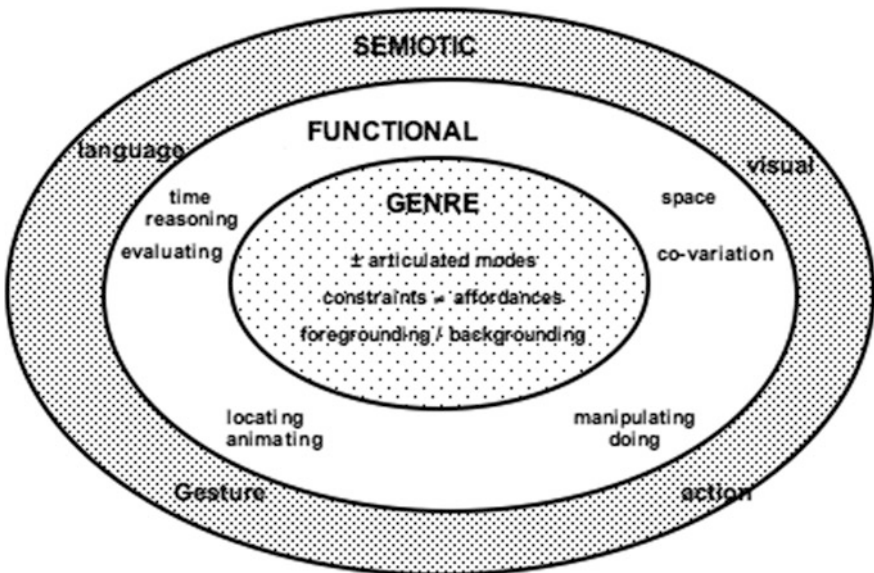 SEMIOTIC
FUNCTIONAL
language
visual
time
reasoning
evaluating
GENRE
space
co-variation
± articulated modes
constraints ≠ affordances
foregrounding / backgrounding
locating
animating
manipulating
doing
Gesture
action